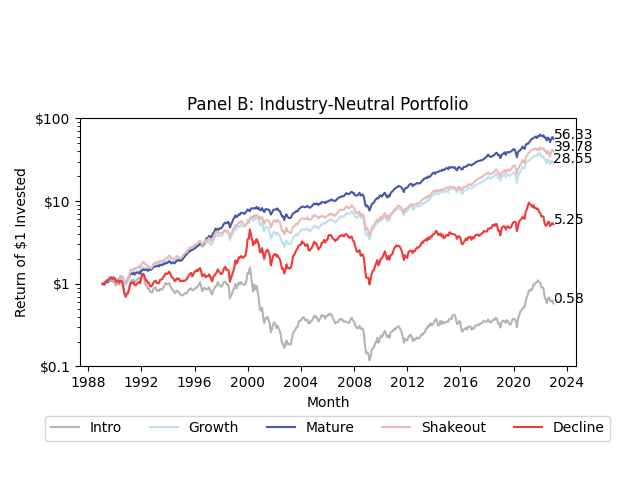 Panel B: Industry-Neutral Portfolio
Return of $1 Invested
$100
$10
$1
$0.1
56.33
39.78
28.55
5.25
0.58
1988 1992 1996 2000 2004 2008 2012 2016 2020 2024
Month
Intro Growth Mature Shakeout Decline